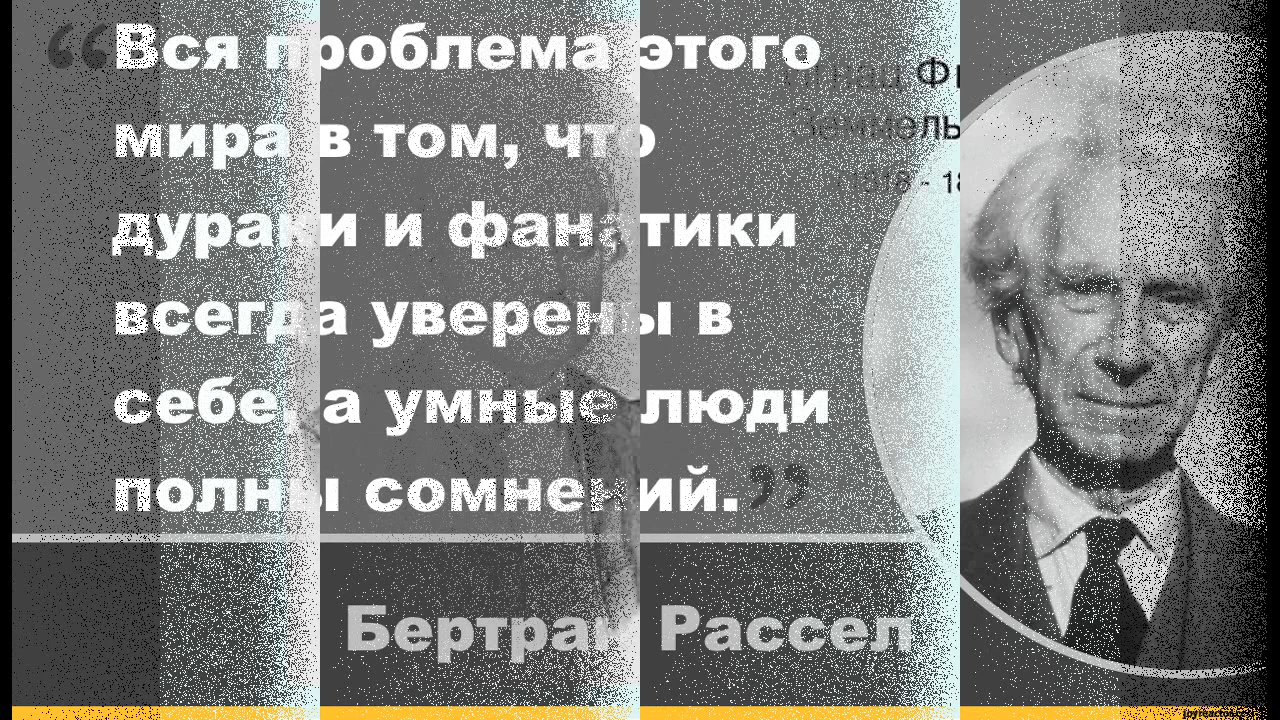 “Вся проблема этого
мира в том, что
дураки и фанатики
всегда уверены в
себе, а умные люди
полны сомнений.”
Бертран Рассел